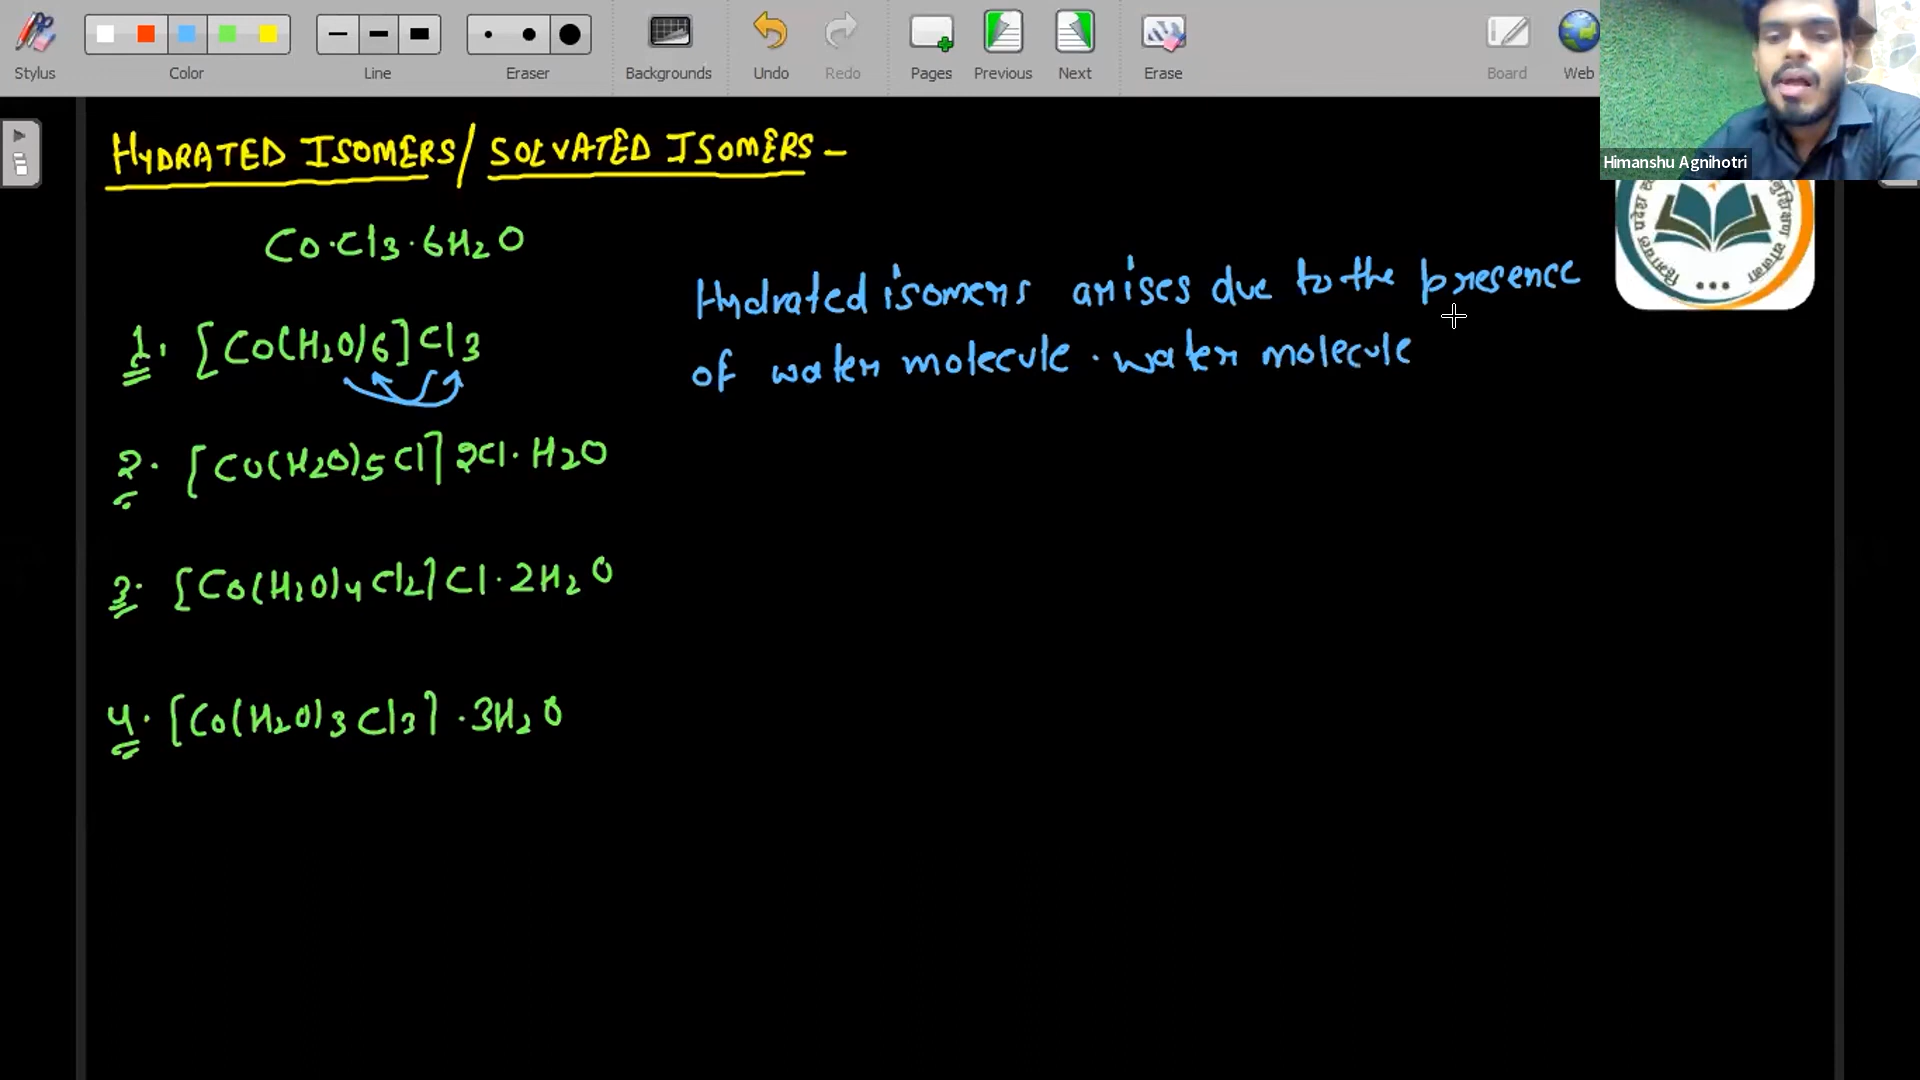 Stylus
Color
Line
Eraser
Backgrounds
Undo
Redo
Pages
Previous
Next
Erase
Board
Web
Himanshu Agnihotri
HYDRATED ISOMERS/ SOLVATED ISOMERS -
Co·Cl3·6H2O
Hydrated isomers arises due to the presence
of water molecule · water molecule
1. [Co(H2O)6]Cl3
2. [Co(H2O)5Cl]2Cl·H2O
3. [Co(H2O)4Cl2]Cl·2H2O
4. [Co(H2O)3Cl3]·3H2O